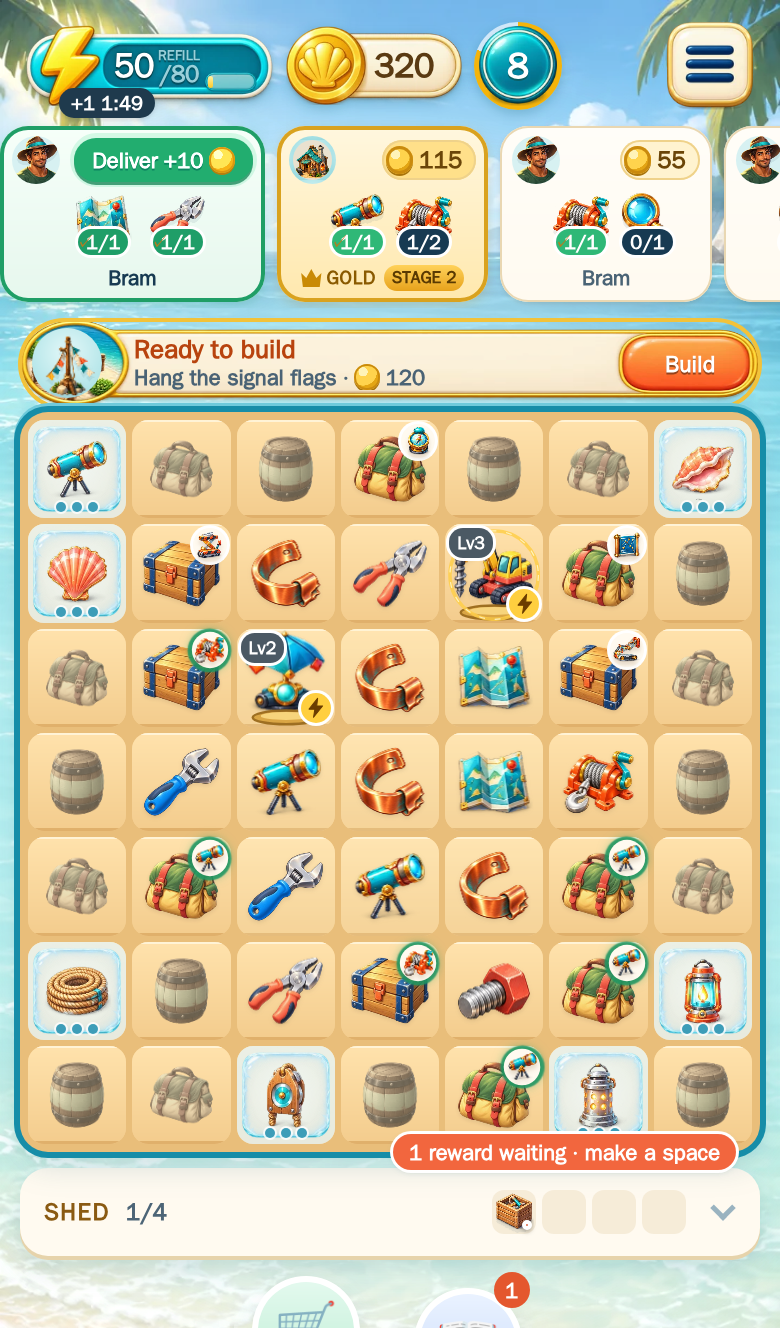 50 REFILL /80
+1 1:49
320
8
Deliver +10
1/1 1/1
Bram
115
1/1 1/2
GOLD STAGE 2
55
1/1 0/1
Bram
Ready to build
Hang the signal flags · 120
Build
Lv3
Lv2
1 reward waiting · make a space
SHED 1/4
1